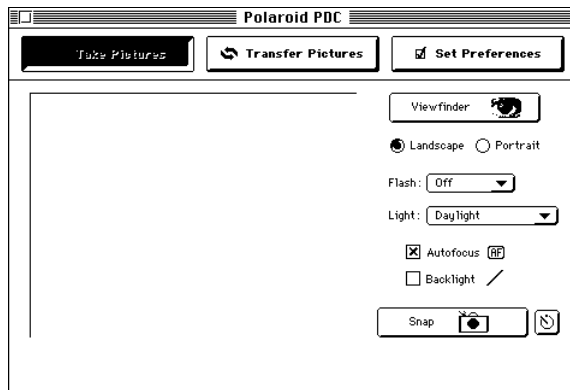 Polaroid PDC
Take Pictures
Transfer Pictures
Set Preferences
Viewfinder
Landscape
Portrait
Flash: Off
Light: Daylight
Autofocus AF
Backlight
Snap